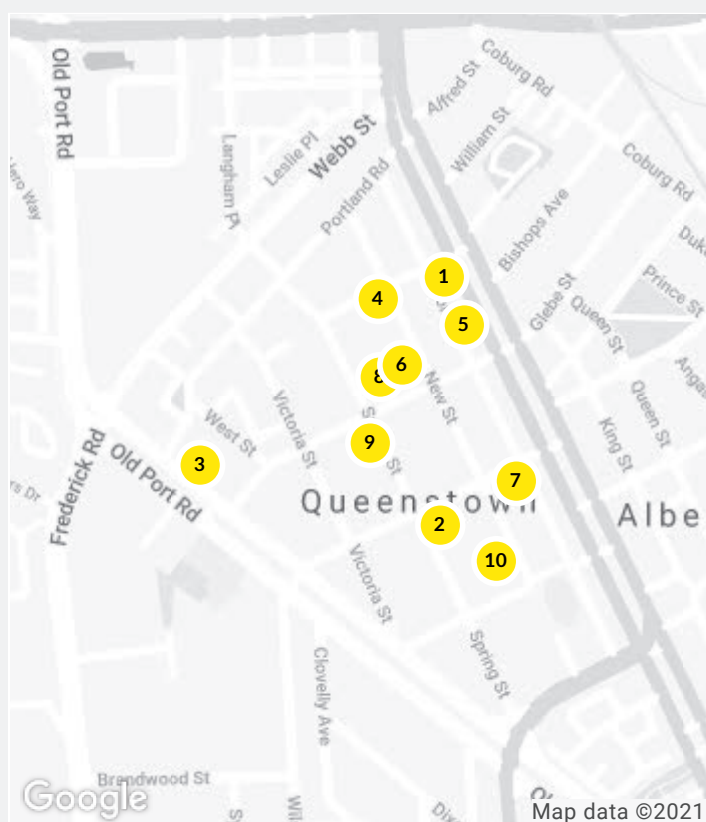 Old Port Rd
Coburg Rd
Alfred St
William St
Webb St
Leslie Pl
Langham Pl
Portland Rd
Coburg Rd
Bishops Ave
Prince St
Glebe St
Queen St
1
4
5
6
8
New St
Queen St
King St
Victoria St
West St
9
St
3
Old Port Rd
Frederick Rd
7
Queenstown
2
10
Victoria St
Spring St
Clovelly Ave
Brendwood St
Google
Map data ©2021